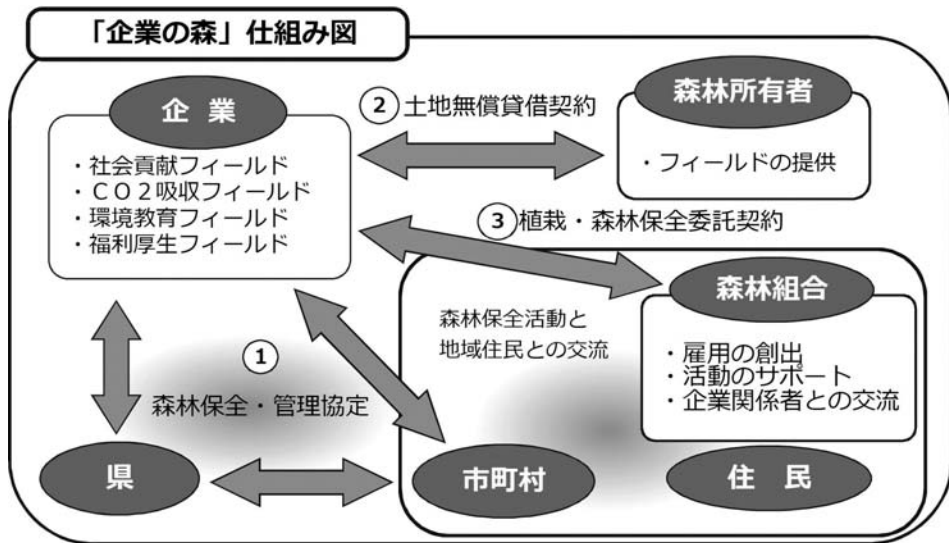 「企業の森」仕組み図
企 業
・社会貢献フィールド
・CO2吸収フィールド
・環境教育フィールド
・福利厚生フィールド
②土地無償貸借契約
森林所有者
・フィールドの提供
③植栽・森林保全委託契約
森林組合
・雇用の創出
・活動のサポート
・企業関係者との交流
森林保全活動と
地域住民との交流
①
森林保全・管理協定
県
市町村
住 民